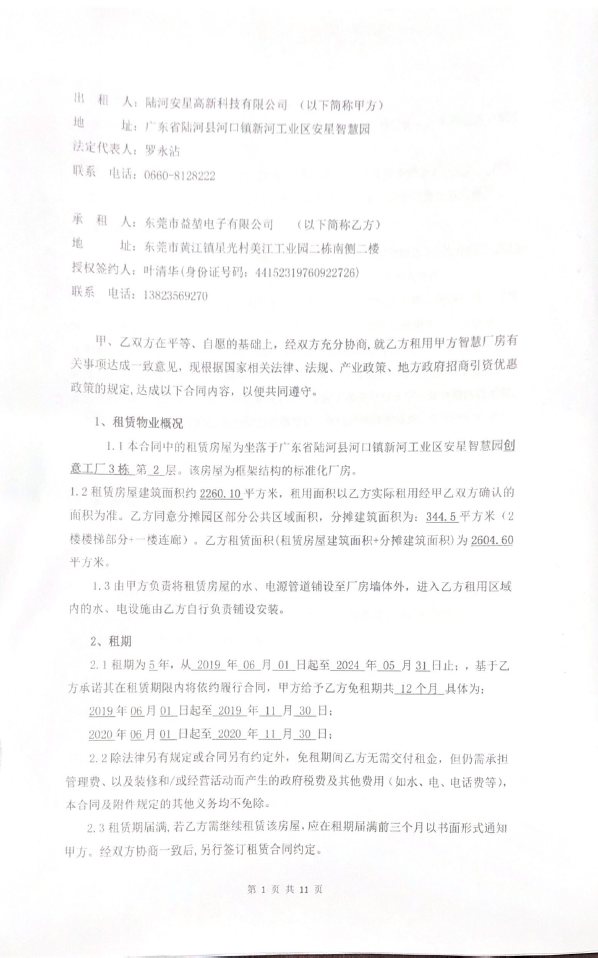 出 租 人：陆河安星高新科技有限公司 （以下简称甲方）
地 址：广东省陆河县河口镇新河工业区安星智慧园
法定代表人：罗永沾
联系 电话：0660-8128222
承 租 人：东莞市益堃电子有限公司 （以下简称乙方）
地 址：东莞市黄江镇星光村美江工业园二栋南侧二楼
授权签约人：叶清华(身份证号码：44152319760922726)
联系 电话：13823569270
甲、乙双方在平等、自愿的基础上，经双方充分协商,就乙方租用甲方智慧厂房有
关事项达成一致意见，现根据国家相关法律、法规、产业政策、地方政府招商引资优惠
政策的规定,达成以下合同内容，以便共同遵守。
1、租赁物业概况
1.1 本合同中的租赁房屋为坐落于广东省陆河县河口镇新河工业区安星智慧园创
意工厂3栋 第 2 层。该房屋为框架结构的标准化厂房。
1.2 租赁房屋建筑面积约 2260.10 平方米，租用面积以乙方实际租用经甲乙双方确认的
面积为准。乙方同意分摊园区部分公共区域面积，分摊建筑面积为：344.5 平方米（2
楼楼梯部分+一楼连廊）。乙方租赁面积(租赁房屋建筑面积+分摊建筑面积)为 2604.60
平方米。
1.3 由甲方负责将租赁房屋的水、电源管道铺设至厂房墙体外，进入乙方租用区域
内的水、电设施由乙方自行负责铺设安装。
2、租期
2.1 租期为 5 年，从 2019 年 06 月 01 日起至 2024 年 05 月 31 日止；，基于乙
方承诺其在租赁期限内将依约履行合同，甲方给予乙方免租期共 12个月 具体为：
2019 年 06 月 01 日起至 2019 年 11 月 30 日；
2020 年 06 月 01 日起至 2020 年 11 月 30 日；
2.2 除法律另有规定或合同另有约定外，免租期间乙方无需交付租金，但仍需承担
管理费、以及装修和/或经营活动而产生的政府税费及其他费用（如水、电、电话费等），
本合同及附件规定的其他义务均不免除。
2.3 租赁期届满,若乙方需继续租赁该房屋，应在租期届满前三个月以书面形式通知
甲方。经双方协商一致后,另行签订租赁合同约定。
第 1 页 共 11 页